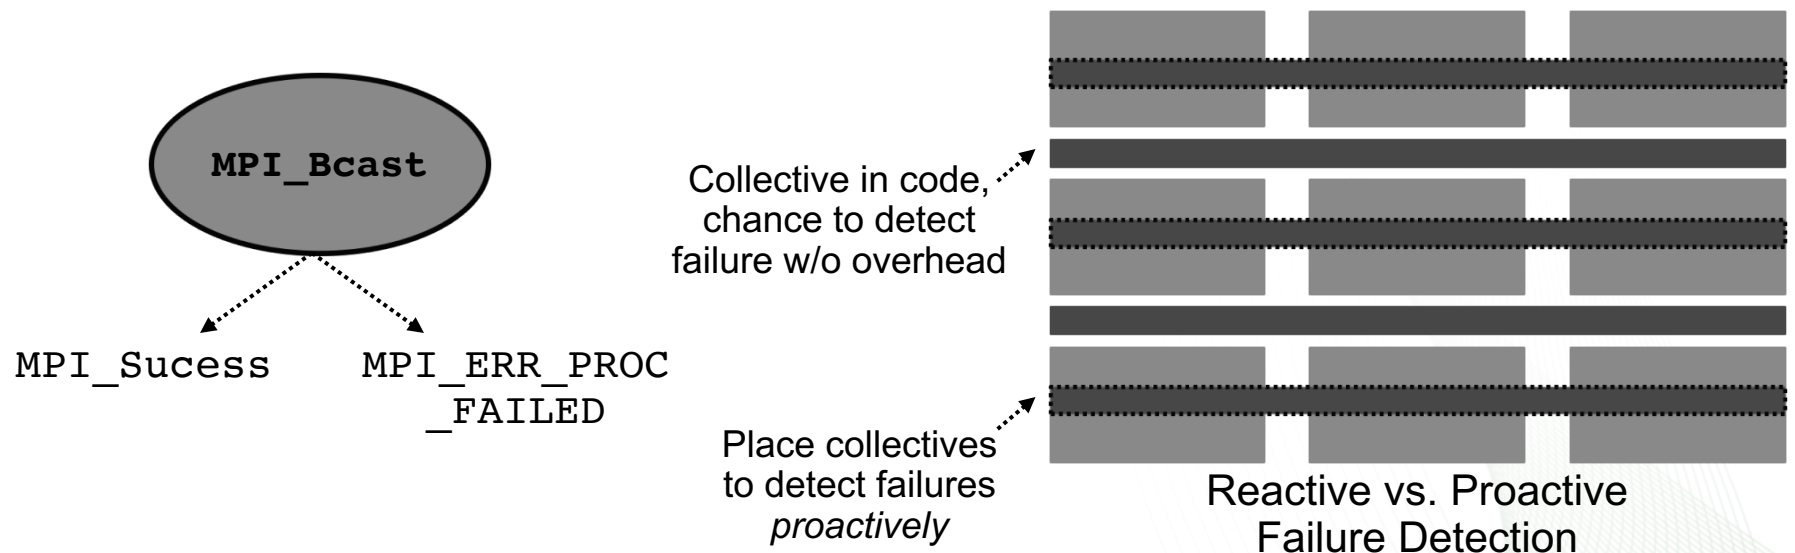 MPI_Bcast
MPI_Sucess
MPI_ERR_PROC
_FAILED
Collective in code,
chance to detect
failure w/o overhead
Place collectives
to detect failures
proactively
Reactive vs. Proactive
Failure Detection